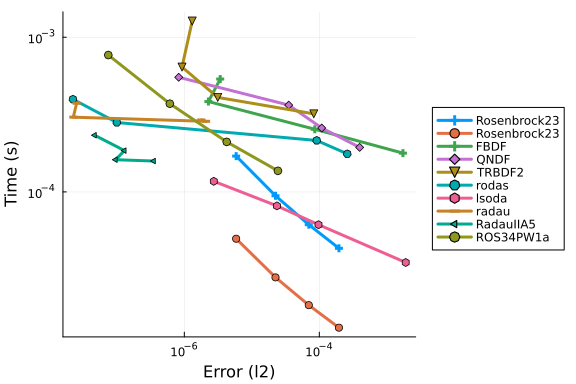 10⁻³
10⁻⁴
Time (s)
10⁻⁶
10⁻⁴
Error (l2)
Rosenbrock23
Rosenbrock23
FBDF
QNDF
TRBDF2
rodas
lsoda
radau
RadauIIA5
ROS34PW1a